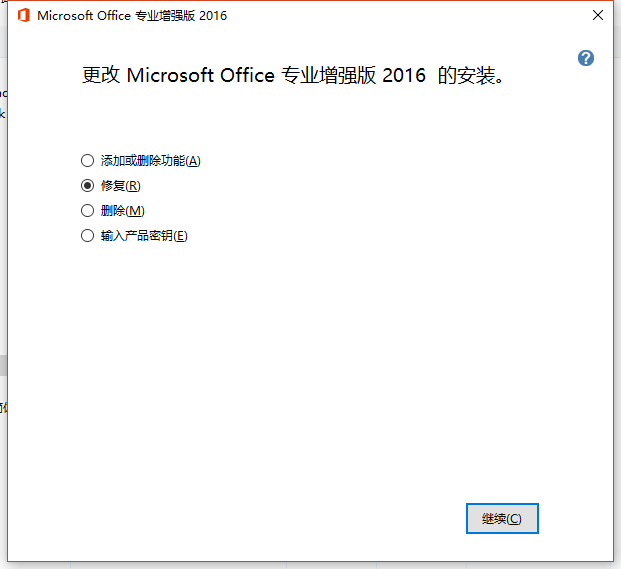 Microsoft Office 专业增强版 2016
更改 Microsoft Office 专业增强版 2016 的安装。
添加或删除功能(A)
修复(R)
删除(M)
输入产品密钥(E)
继续(C)